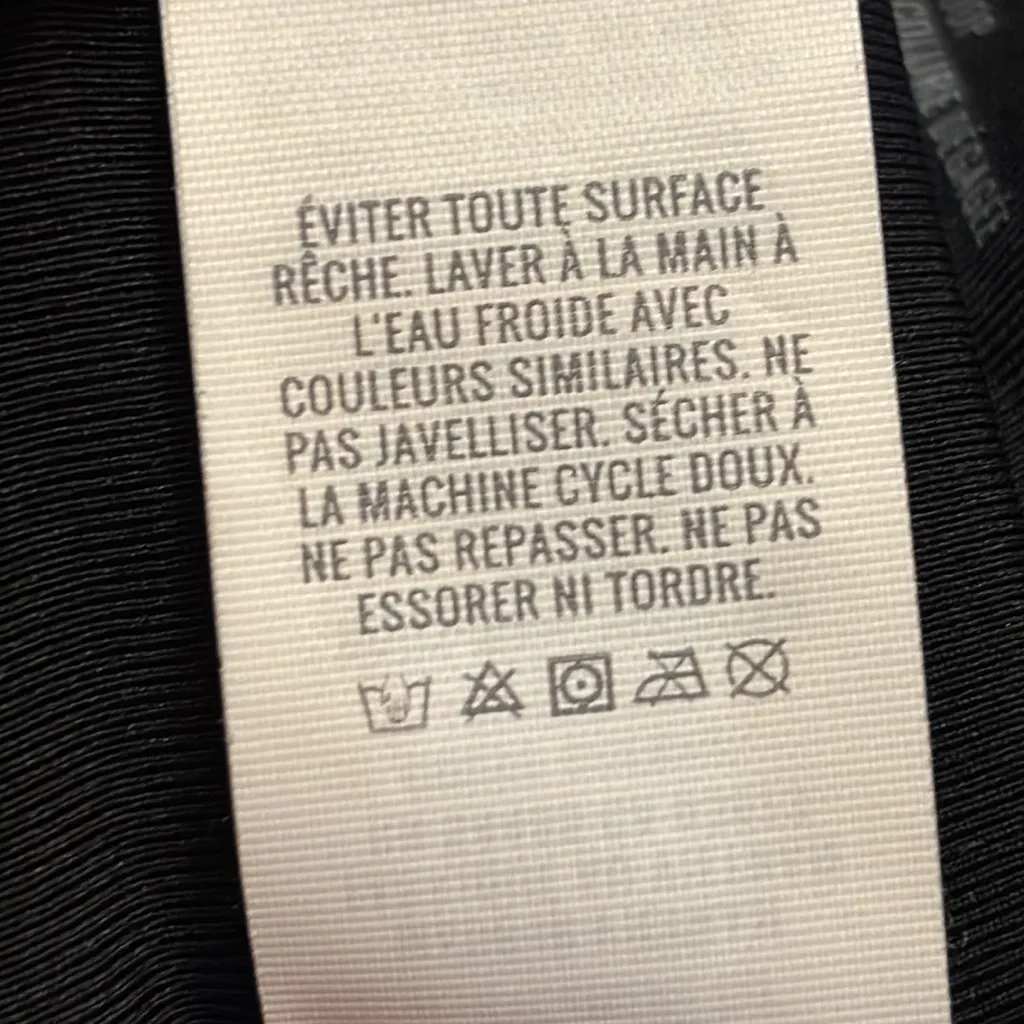 ÉVITER TOUTE SURFACE
RÊCHE. LAVER À LA MAIN À
L'EAU FROIDE AVEC
COULEURS SIMILAIRES. NE
PAS JAVELLISER. SÉCHER À
LA MACHINE CYCLE DOUX.
NE PAS REPASSER. NE PAS
ESSORER NI TORDRE.